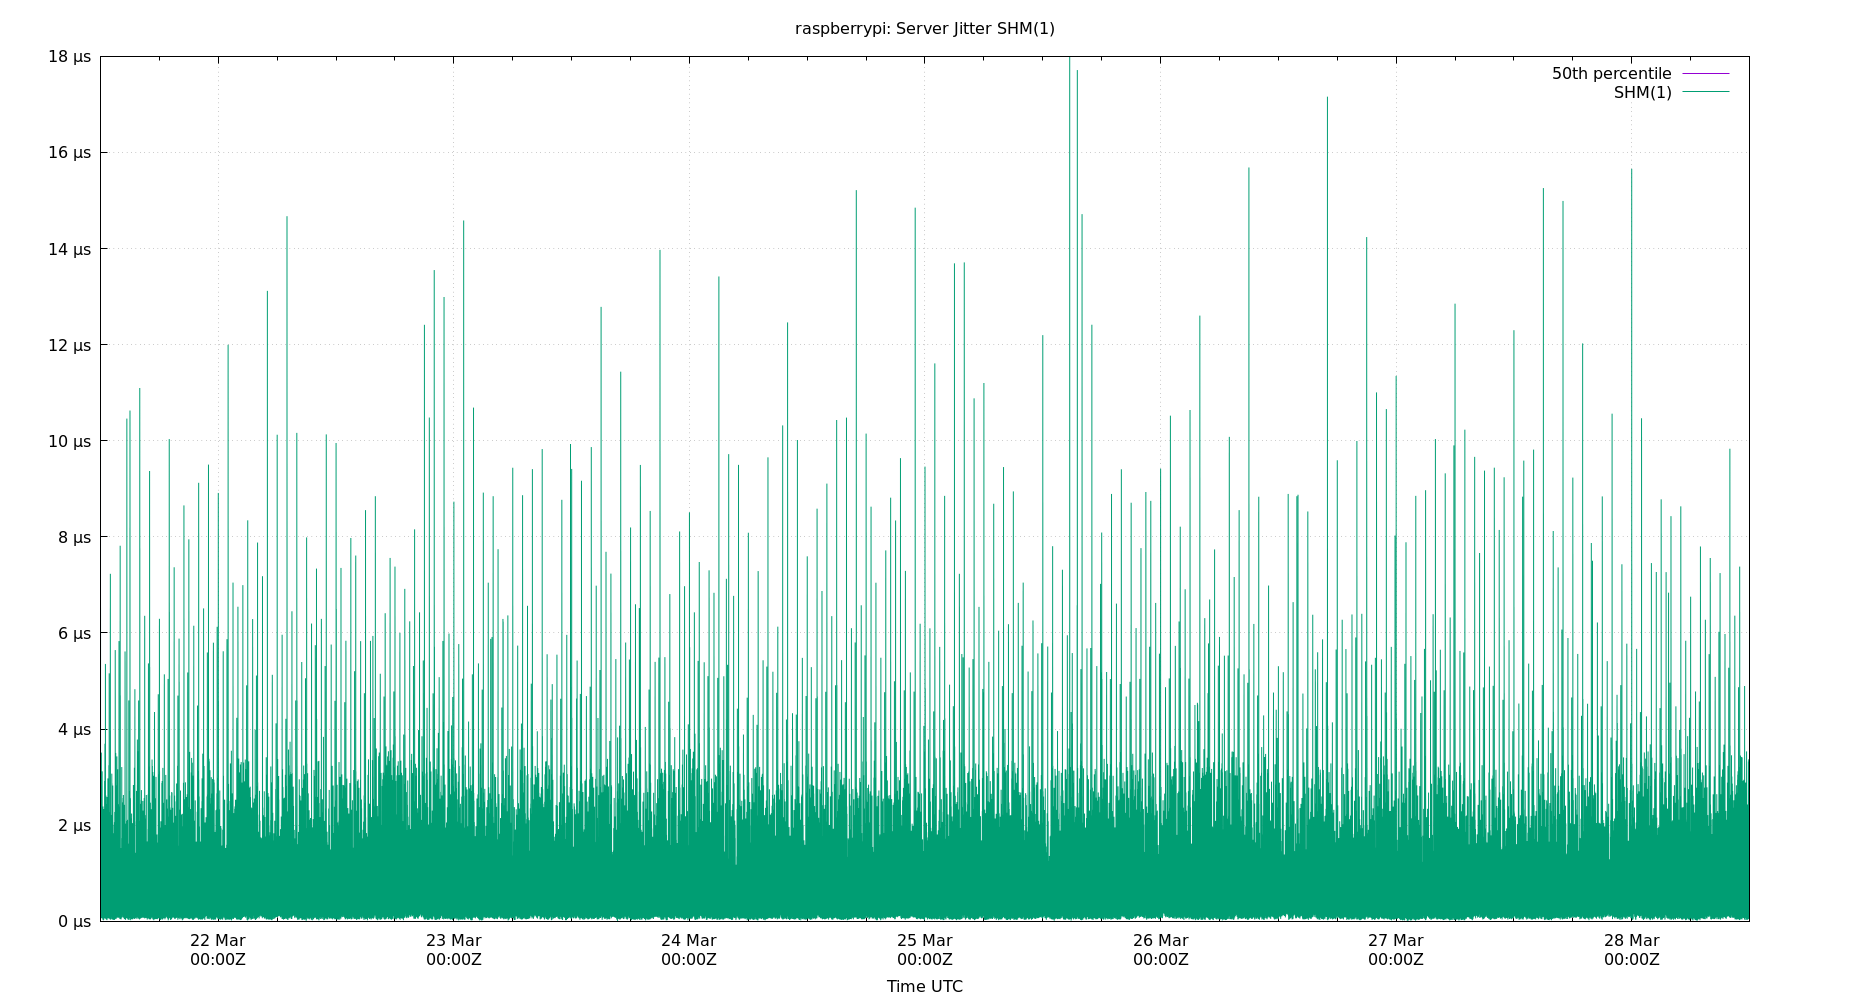 raspberrypi: Server Jitter SHM(1)
18 µs
16 µs
14 µs
12 µs
10 µs
8 µs
6 µs
4 µs
2 µs
0 µs
50th percentile
SHM(1)
22 Mar
00:00Z
23 Mar
00:00Z
24 Mar
00:00Z
25 Mar
00:00Z
26 Mar
00:00Z
27 Mar
00:00Z
28 Mar
00:00Z
Time UTC